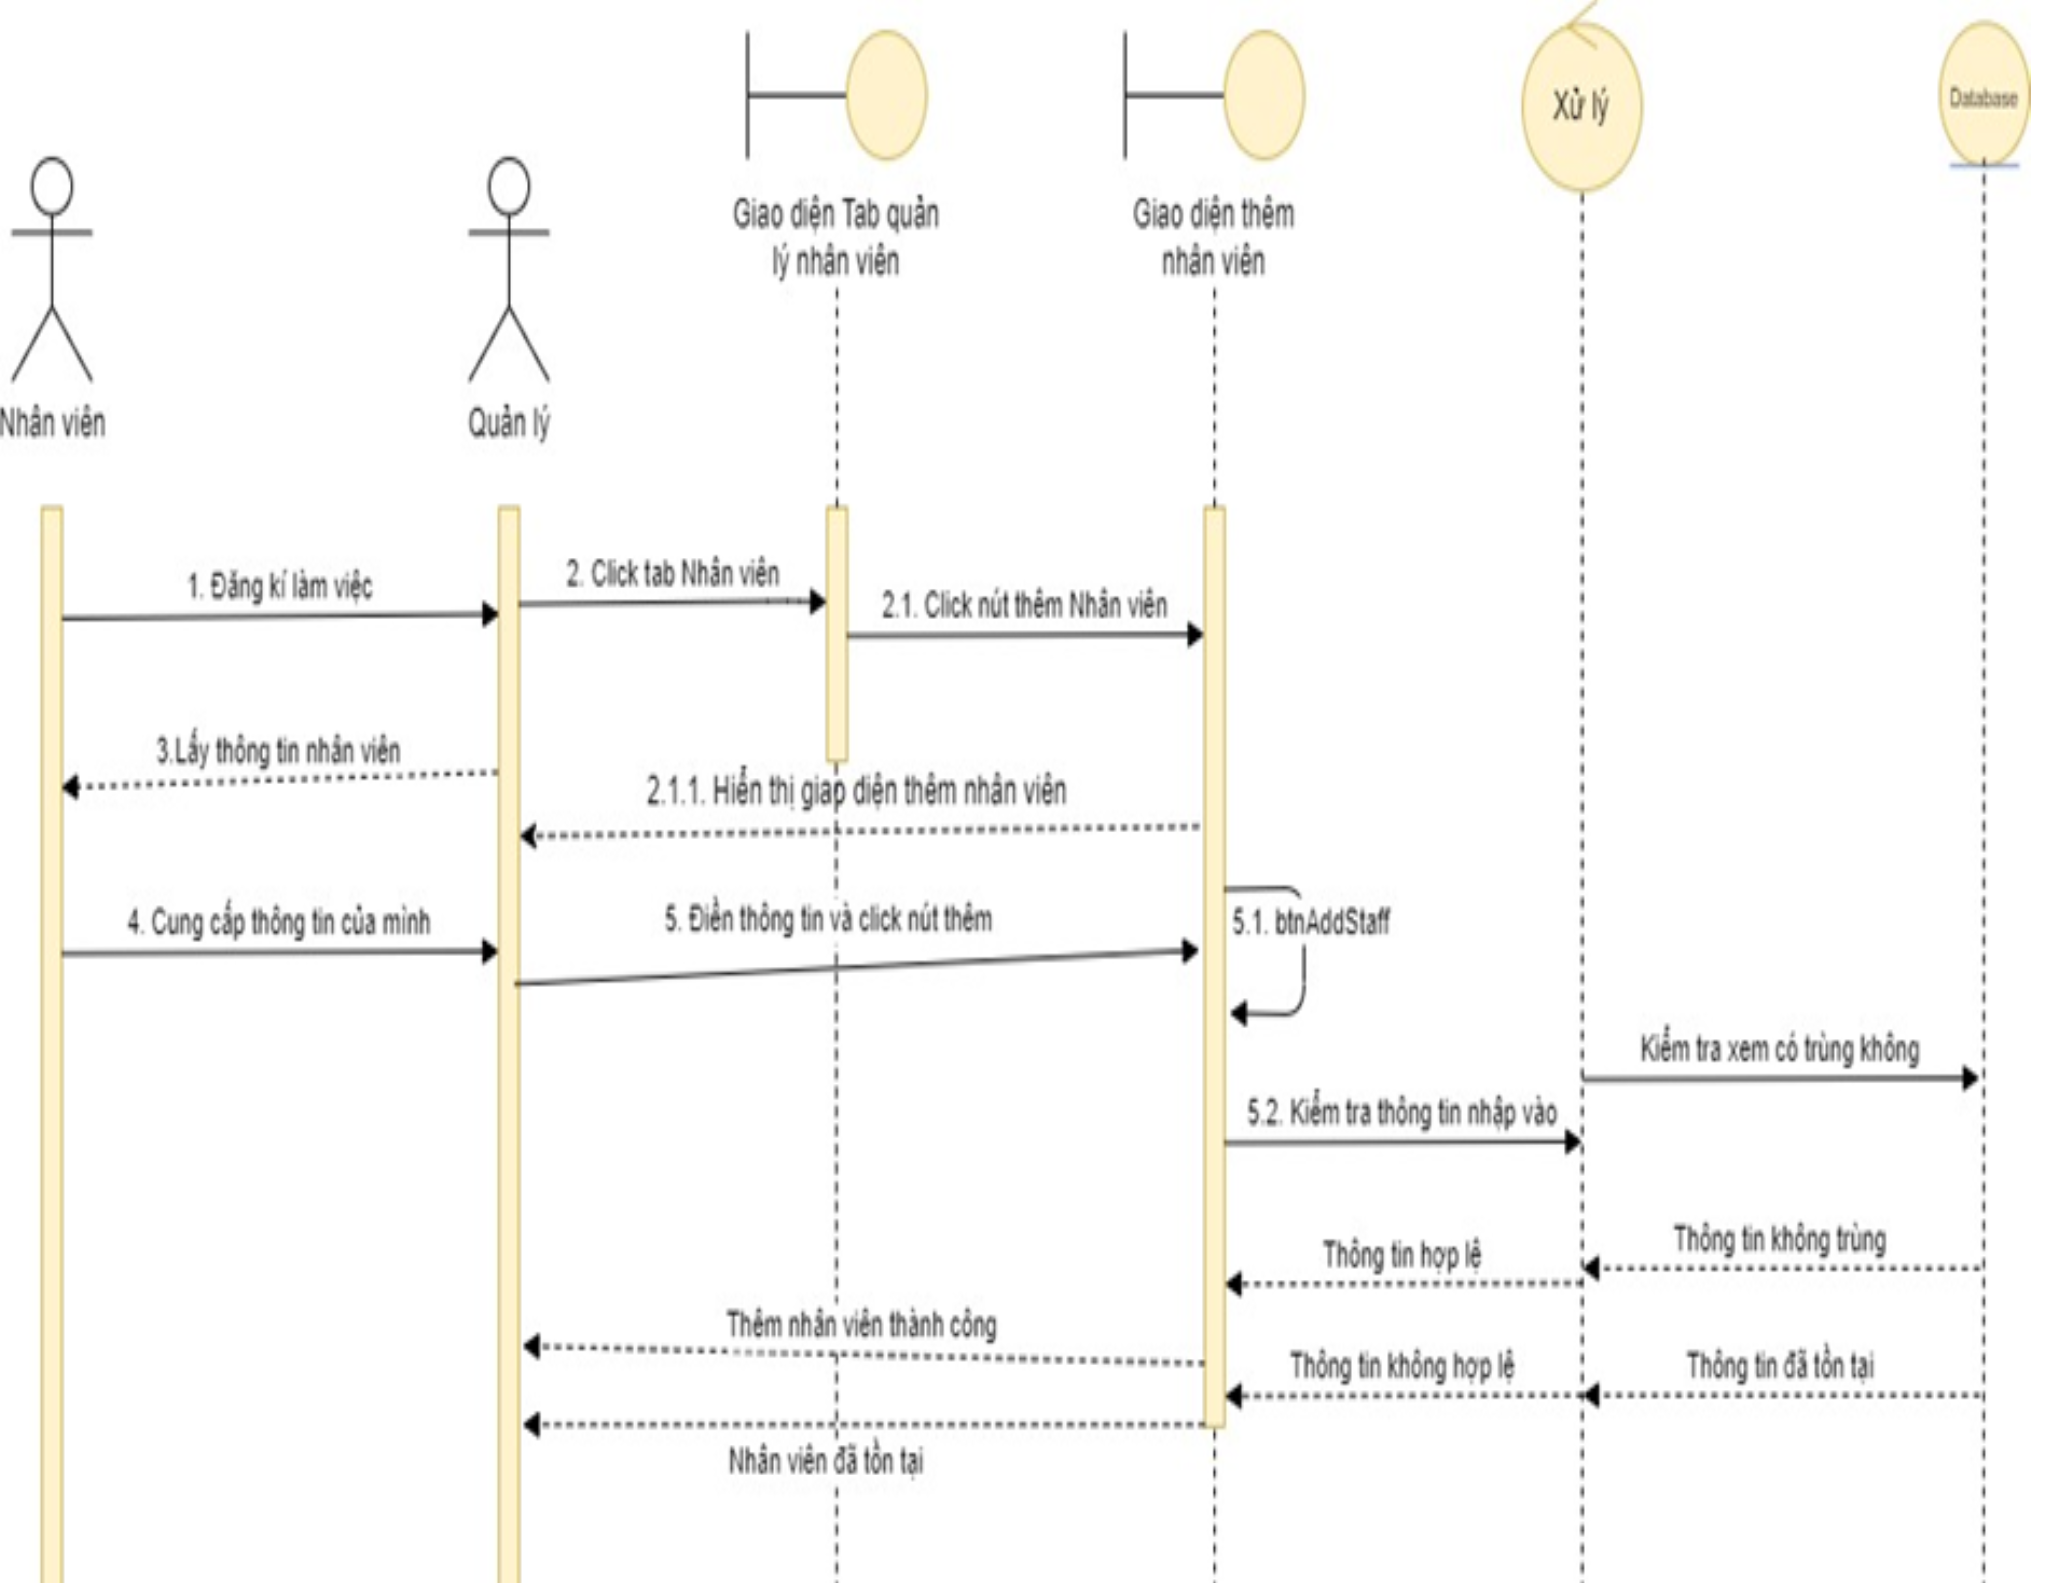 Xử lý
Database
Giao diện Tab quản
lý nhân viên
Giao diện thêm
nhân viên
Nhân viên
Quản lý
1. Đăng kí làm việc
2. Click tab Nhân viên
2.1. Click nút thêm Nhân viên
3.Lấy thông tin nhân viên
2.1.1. Hiển thị giao diện thêm nhân viên
4. Cung cấp thông tin của mình
5. Điền thông tin và click nút thêm
5.1. btnAddStaff
Kiểm tra xem có trùng không
5.2. Kiểm tra thông tin nhập vào
Thông tin không trùng
Thông tin hợp lệ
Thêm nhân viên thành công
Thông tin không hợp lệ
Thông tin đã tồn tại
Nhân viên đã tồn tại